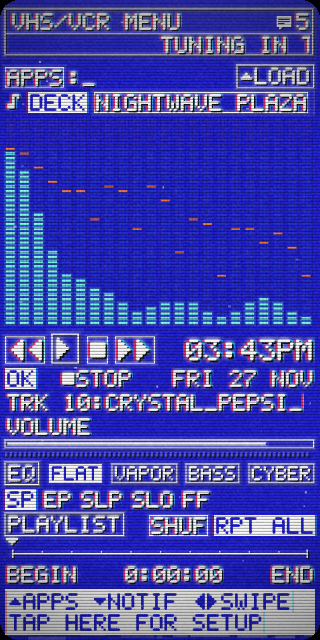 VHS/VCR MENU 5
TUNING IN 1
APPS:_ LOAD
DECK NIGHTWAVE PLAZA
03:43PM
OK STOP FRI 27 NOV
TRK 10:CRYSTAL_PEPSI_
VOLUME
EQ FLAT VAPOR BASS CYBER
SP EP SLP SLO FF
PLAYLIST SHUF RPT ALL
BEGIN 0:00:00 END
▲APPS ▼NOTIF ◀▶SWIPE
TAP HERE FOR SETUP